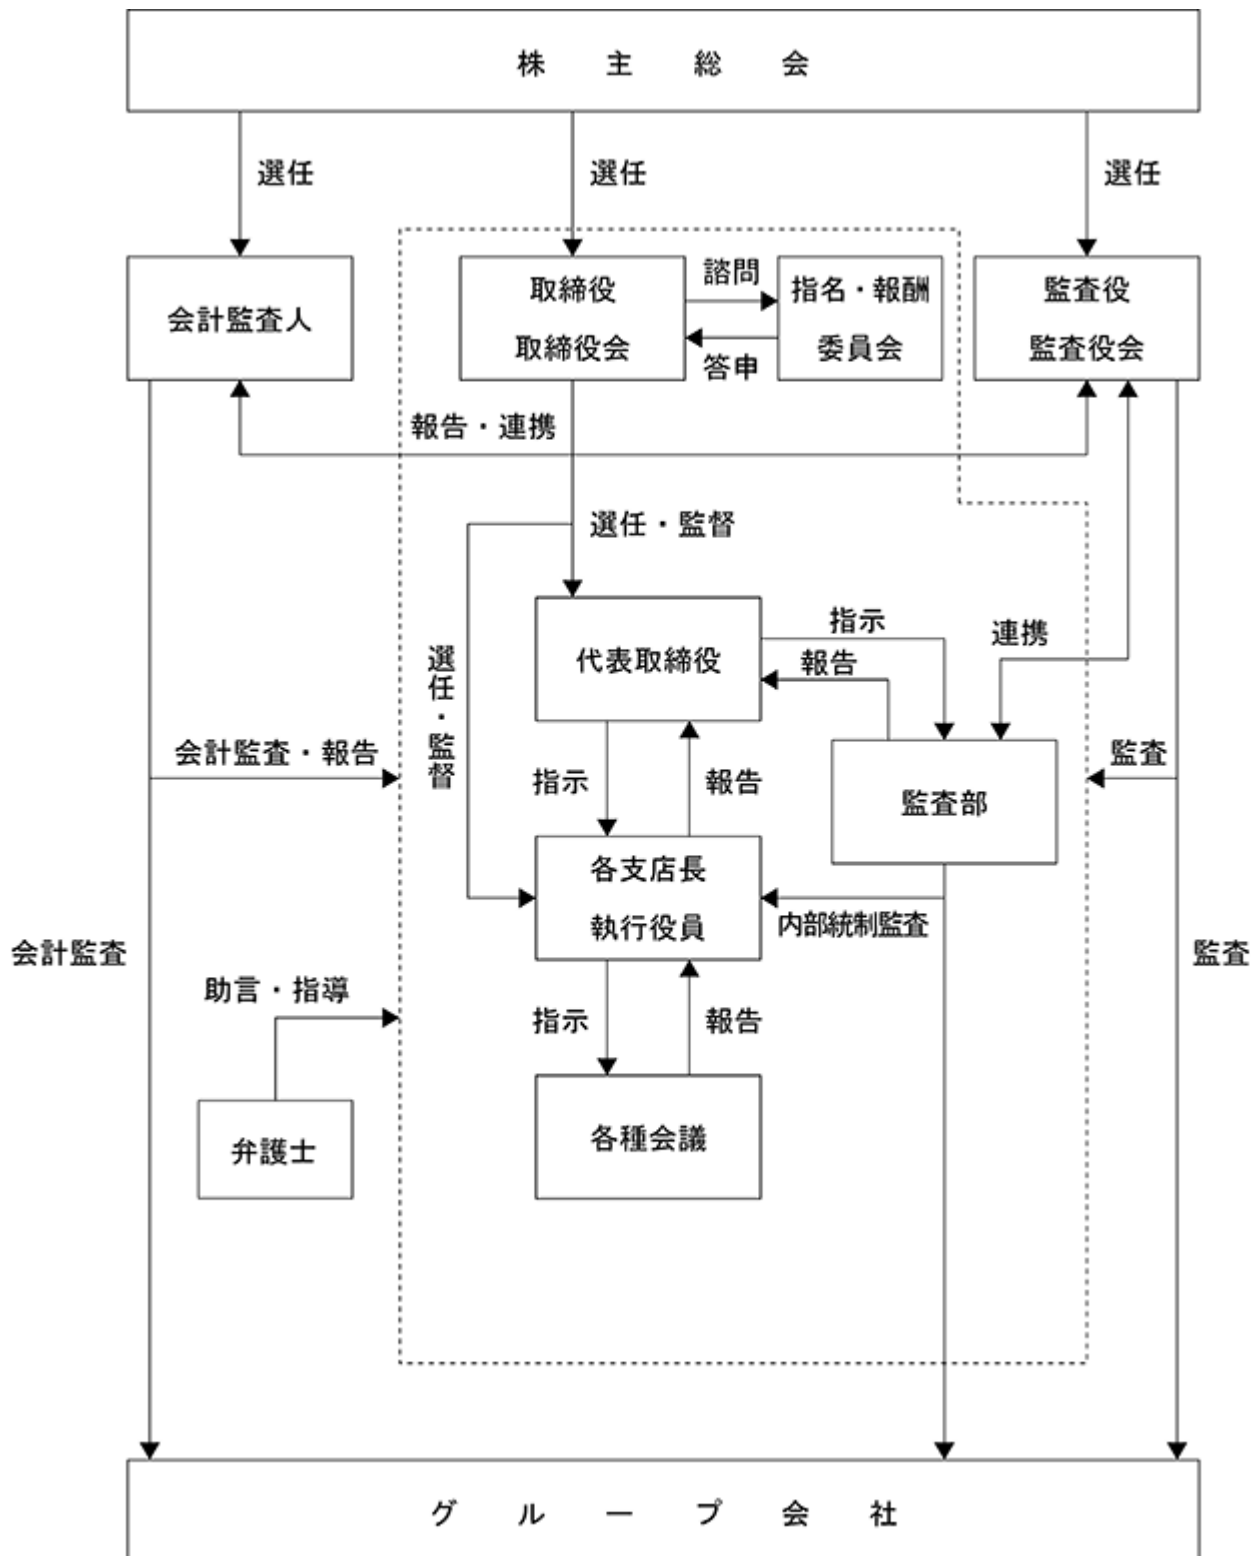 株主総会
選任
選任
選任
会計監査人
取締役
取締役会
諮問
答申
指名・報酬
委員会
監査役
監査役会
報告・連携
選任・監督
選任・監督
代表取締役
指示
報告
連携
会計監査・報告
指示
報告
監査部
監査
各支店長
執行役員
内部統制監査
会計監査
監査
助言・指導
指示
報告
弁護士
各種会議
グループ会社